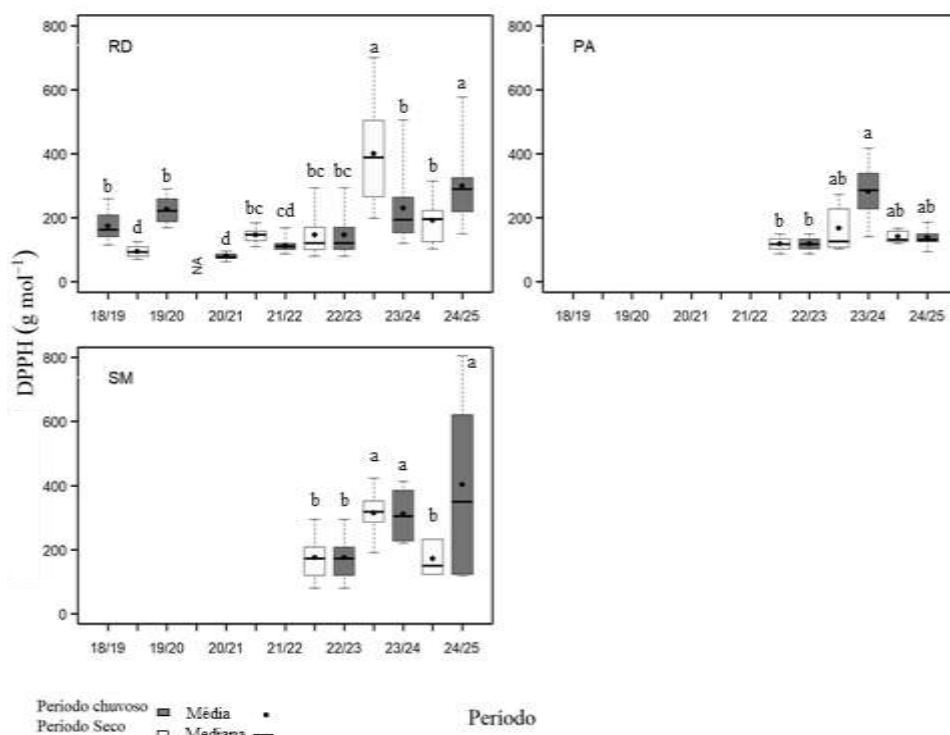 DPPH (g mol⁻¹)
800
600
400
200
0
RD
b
d
b
NA
d
bc
cd
bc
bc
a
b
b
a
18/19
19/20
20/21
21/22
22/23
23/24
24/25
800
600
400
200
0
PA
b
b
ab
a
ab
ab
18/19
19/20
20/21
21/22
22/23
23/24
24/25
800
600
400
200
0
SM
b
b
a
a
b
a
18/19
19/20
20/21
21/22
22/23
23/24
24/25
Período chuvoso
Período Seco
Média
Mediana
Período